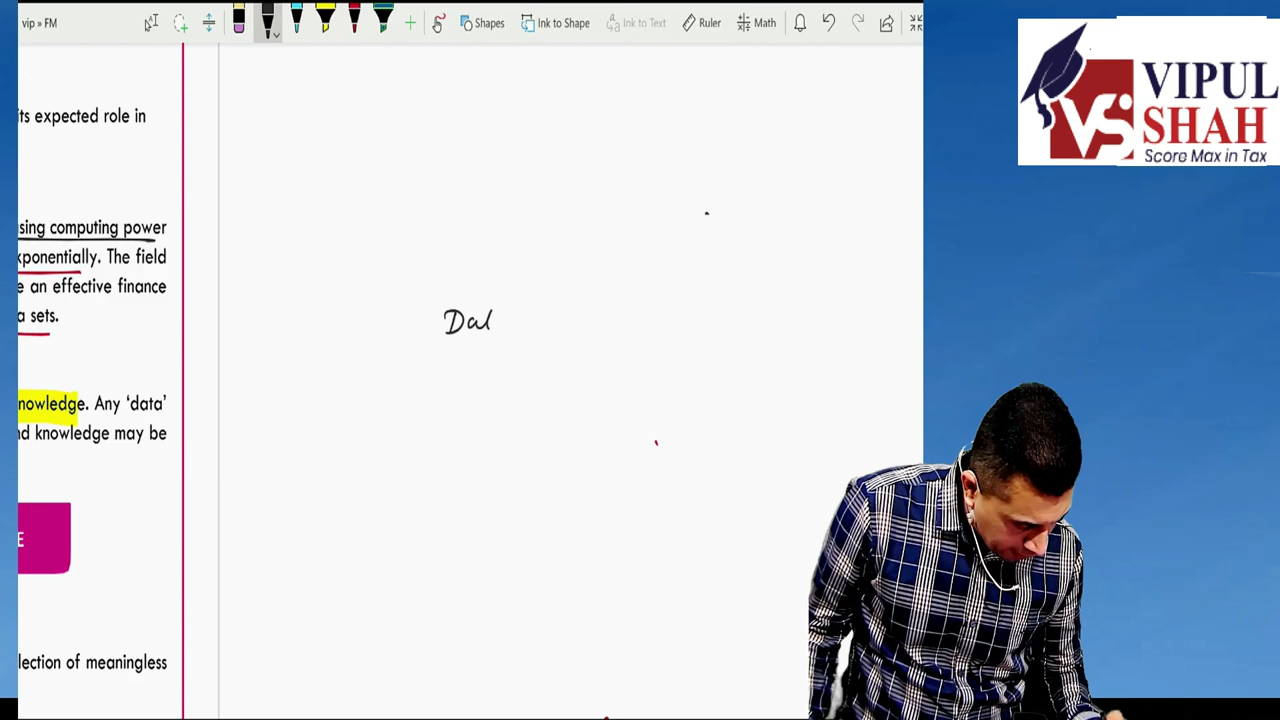 vip » FM
Shapes
Ink to Shape
Ink to Text
Ruler
Math
VIPUL
SHAH
Score Max in Tax
VS
its expected role in
sing computing power
xponentially. The field
e an effective finance
a sets.
Dal
nowledge. Any ‘data’
nd knowledge may be
E
lection of meaningless